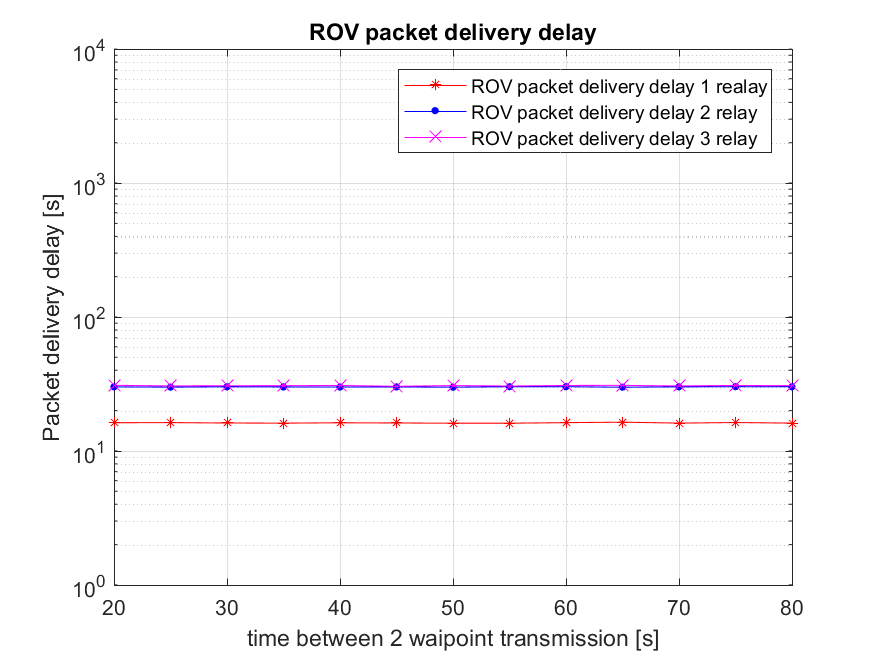 ROV packet delivery delay
10^4
10^3
10^2
10^1
10^0
Packet delivery delay [s]
ROV packet delivery delay 1 realay
ROV packet delivery delay 2 relay
ROV packet delivery delay 3 relay
20 30 40 50 60 70 80
time between 2 waipoint transmission [s]